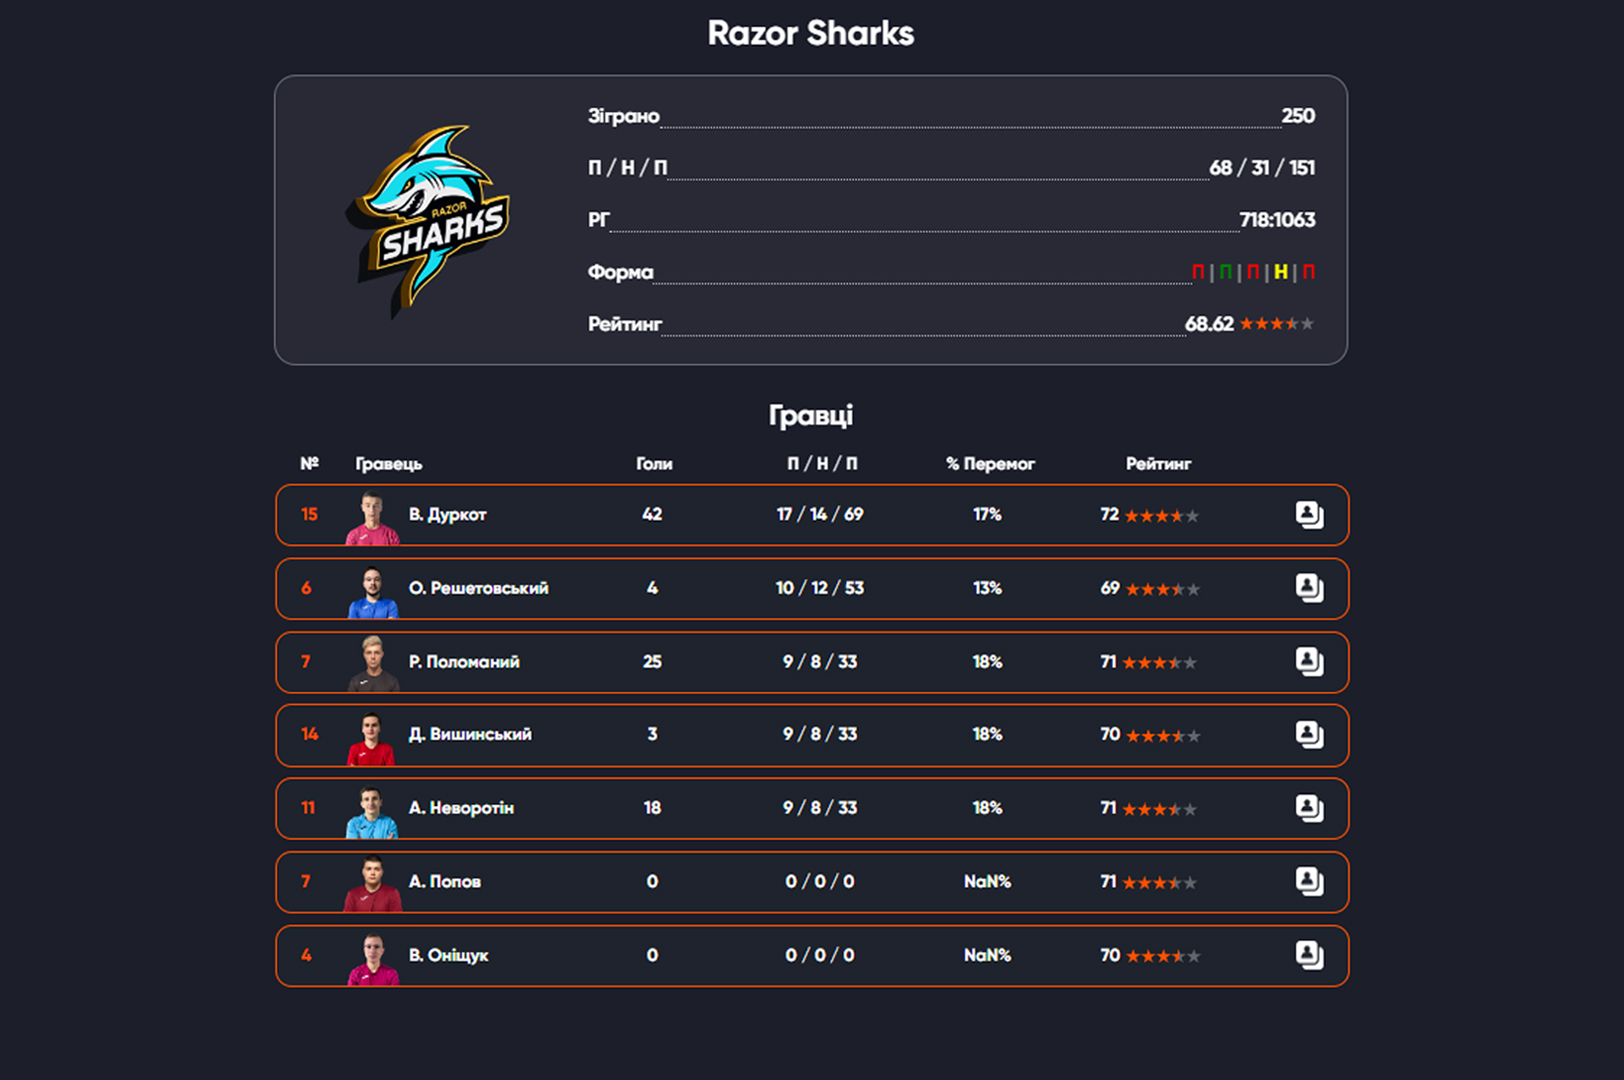 Razor Sharks
RAZOR
SHARKS
Зіграно 250
П / Н / П 68 / 31 / 151
РГ 718:1063
Форма П | П | П | Н | П
Рейтинг 68.62
Гравці
№ Гравець Голи П / Н / П % Перемог Рейтинг
15 В. Дуркот 42 17 / 14 / 69 17% 72
6 О. Решетовський 4 10 / 12 / 53 13% 69
7 Р. Поломаний 25 9 / 8 / 33 18% 71
14 Д. Вишинський 3 9 / 8 / 33 18% 70
11 А. Неворотін 18 9 / 8 / 33 18% 71
7 А. Попов 0 0 / 0 / 0 NaN% 71
4 В. Оніщук 0 0 / 0 / 0 NaN% 70